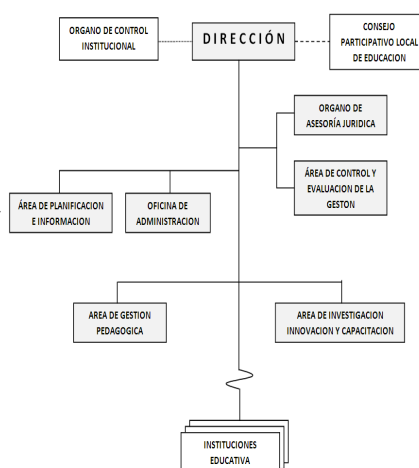 ORGANO DE CONTROL
INSTITUCIONAL
DIRECCIÓN
CONSEJO
PARTICIPATIVO LOCAL
DE EDUCACION
ORGANO DE
ASESORÍA JURIDICA
ÁREA DE CONTROL Y
EVALUACION DE LA
GESTON
ÁREA DE PLANIFICACION
E INFORMACION
OFICINA DE
ADMINISTRACION
AREA DE GESTION
PEDAGOGICA
AREA DE INVESTIGACION
INNOVACION Y CAPACITACION
INSTITUCIONES
EDUCATIVA